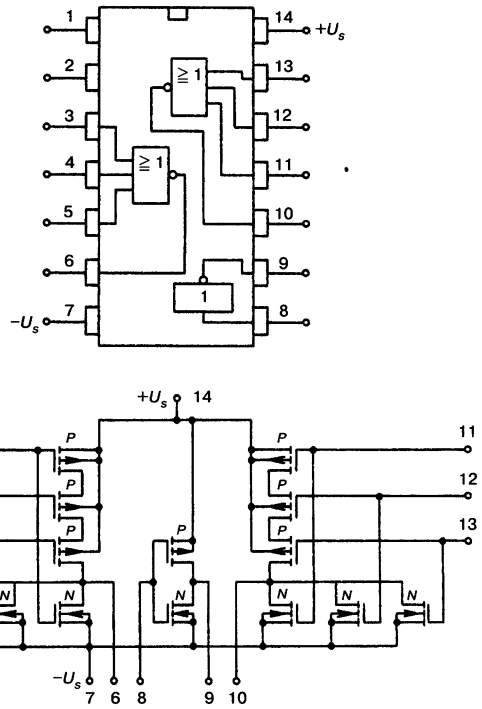 1 14 +Us
2 ≧ 1 13
3 12
4 ≧ 1 11
5 10
6 9
−Us 7 1 8
+Us 14
P P 11
P P 12
P P P 13
N N N N N N
−Us
7 6 8 9 10